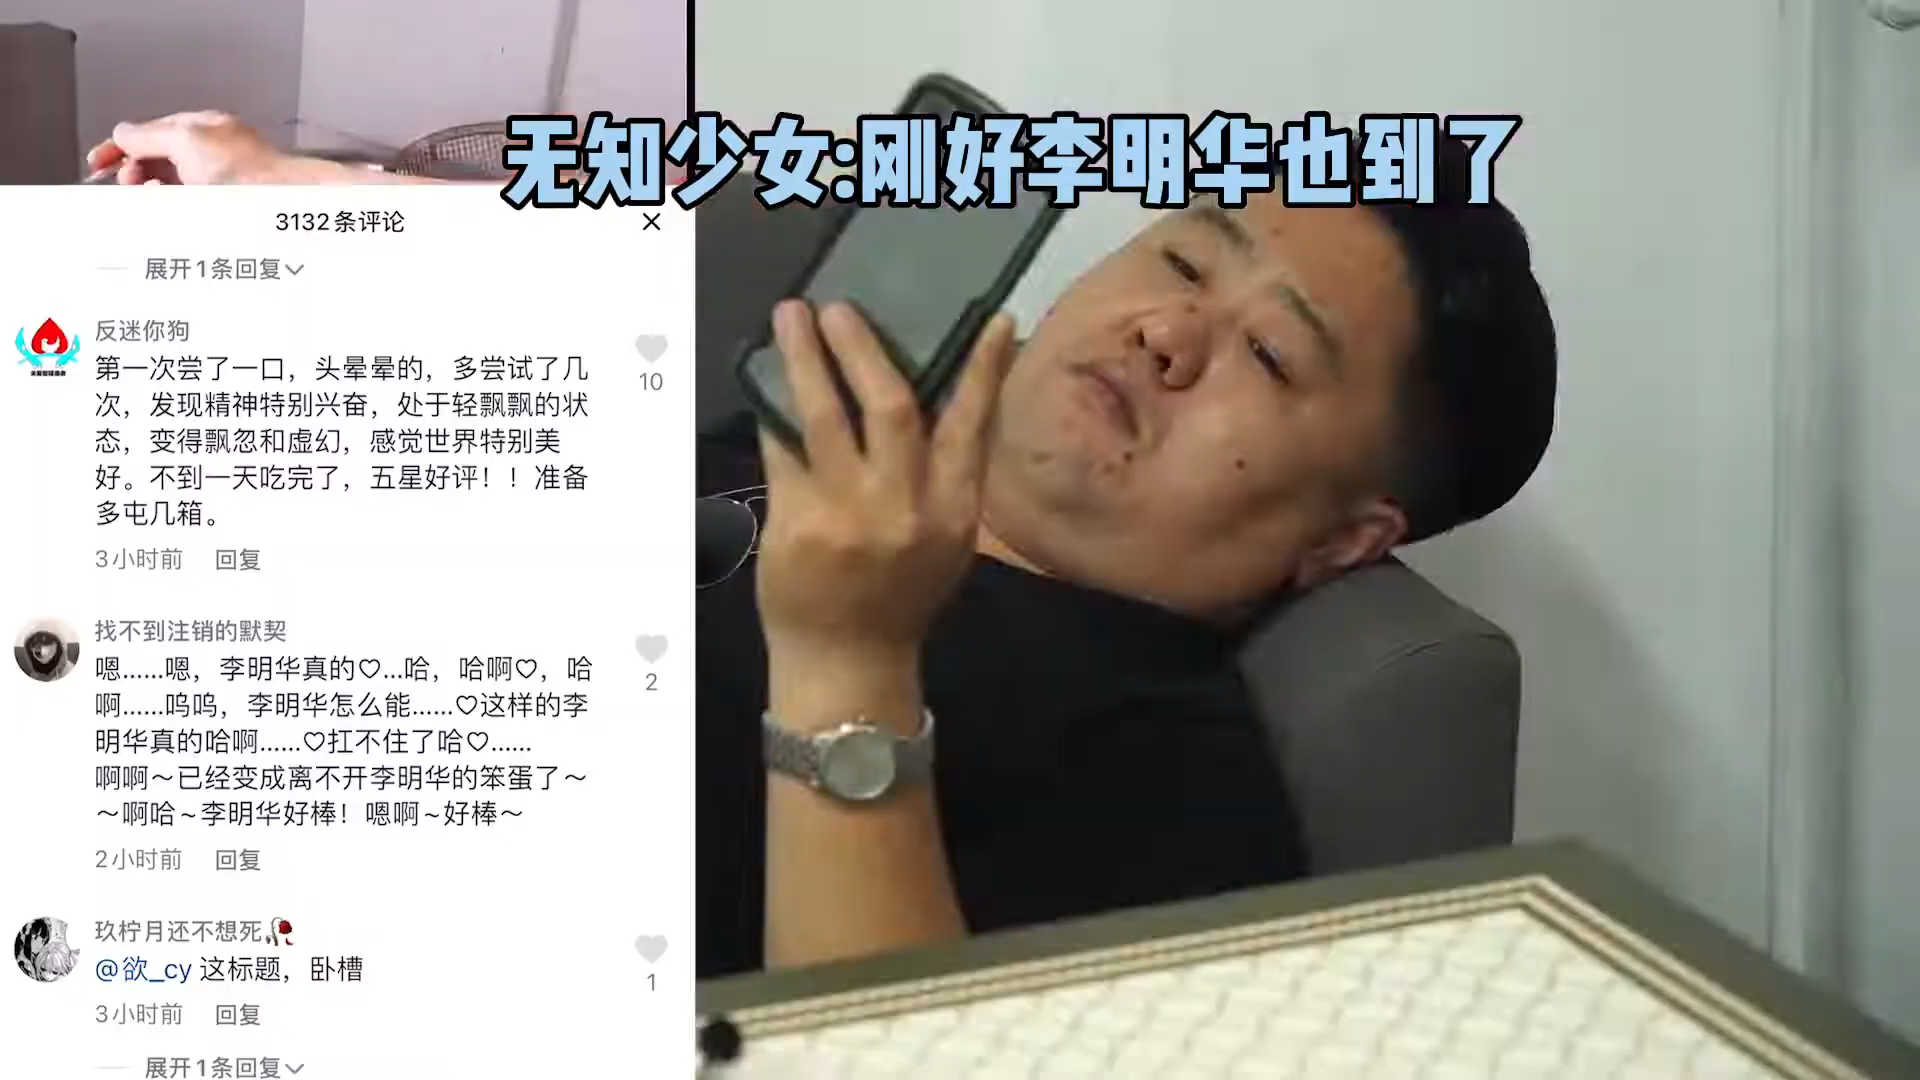 无知少女:刚好李明华也到了
3132条评论
展开1条回复
反迷你狗
第一次尝了一口，头晕晕的，多尝试了几
次，发现精神特别兴奋，处于轻飘飘的状
态，变得飘忽和虚幻，感觉世界特别美
好。不到一天吃完了，五星好评！！准备
多屯几箱。
10
3小时前 回复
找不到注销的默契
嗯......嗯，李明华真的♡...哈，哈啊♡，哈
啊......呜呜，李明华怎么能......♡这样的李
明华真的哈啊......♡扛不住了哈♡......
啊啊～已经变成离不开李明华的笨蛋了～
～啊哈~李明华好棒！嗯啊~好棒～
2
2小时前 回复
玖柠月还不想死🥀
@欲_cy 这标题，卧槽
1
3小时前 回复
展开1条回复